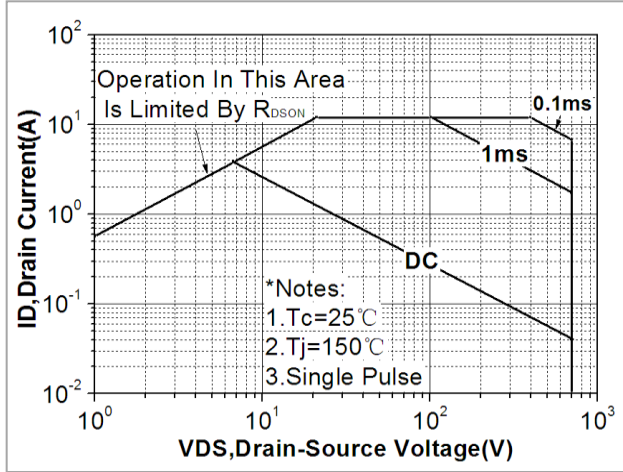 10²
Operation In This Area
Is Limited By RDSON
0.1ms
10¹
1ms
10⁰
DC
*Notes:
1.Tc=25℃
10⁻¹
2.Tj=150℃
3.Single Pulse
10⁻²
10⁰ 10¹ 10² 10³
ID,Drain Current(A)
VDS,Drain-Source Voltage(V)